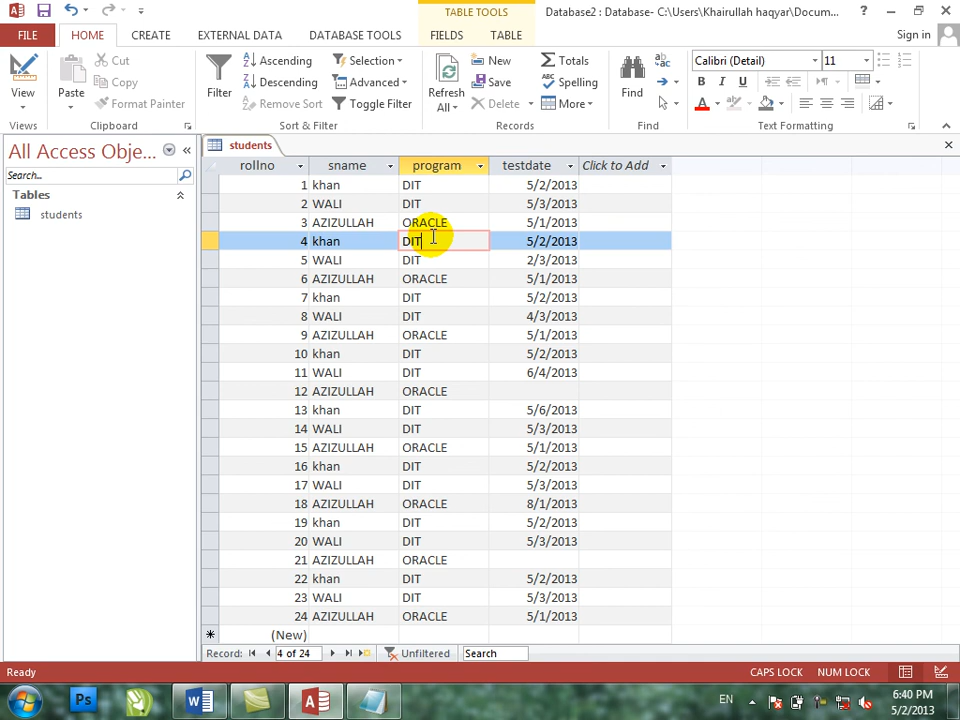 TABLE TOOLS
Database2 : Database- C:\Users\Khairullah haqyar\Docum...
?
FILE HOME CREATE EXTERNAL DATA DATABASE TOOLS FIELDS TABLE Sign in
View
Views
Paste
Cut
Copy
Format Painter
Clipboard
Filter
Ascending
Descending
Remove Sort
Selection
Advanced
Toggle Filter
Sort & Filter
Refresh
All
New
Save
Delete
Totals
Spelling
More
Records
Find
Find
Calibri (Detail) 11
B I U
A
Text Formatting
All Access Obje...
Search...
Tables
students
students
rollno sname program testdate Click to Add
1 khan DIT 5/2/2013
2 WALI DIT 5/3/2013
3 AZIZULLAH ORACLE 5/1/2013
4 khan DIT 5/2/2013
5 WALI DIT 2/3/2013
6 AZIZULLAH ORACLE 5/1/2013
7 khan DIT 5/2/2013
8 WALI DIT 4/3/2013
9 AZIZULLAH ORACLE 5/1/2013
10 khan DIT 5/2/2013
11 WALI DIT 6/4/2013
12 AZIZULLAH ORACLE
13 khan DIT 5/6/2013
14 WALI DIT 5/3/2013
15 AZIZULLAH ORACLE 5/1/2013
16 khan DIT 5/2/2013
17 WALI DIT 5/3/2013
18 AZIZULLAH ORACLE 8/1/2013
19 khan DIT 5/2/2013
20 WALI DIT 5/3/2013
21 AZIZULLAH ORACLE
22 khan DIT 5/2/2013
23 WALI DIT 5/3/2013
24 AZIZULLAH ORACLE 5/1/2013
(New)
Record: 4 of 24 Unfiltered Search
Ready CAPS LOCK NUM LOCK
Ps
EN
6:40 PM
5/2/2013